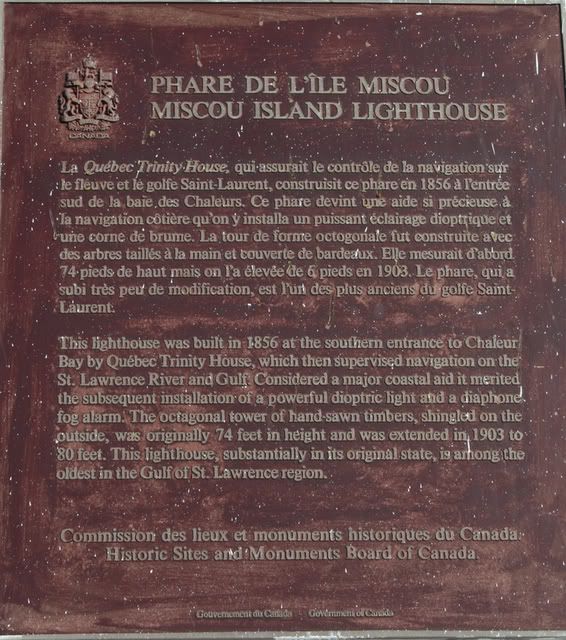 CANADA
PHARE DE L'ÎLE MISCOU
MISCOU ISLAND LIGHTHOUSE
La Québec Trinity House, qui assurait le contrôle de la navigation sur
le fleuve et le golfe Saint-Laurent, construisit ce phare en 1856 à l'entrée
sud de la baie des Chaleurs. Ce phare devint une aide si précieuse à
la navigation côtière qu'on y installa un puissant éclairage dioptrique et
une corne de brume. La tour de forme octogonale fut construite avec
des arbres taillés à la main et couverte de bardeaux. Elle mesurait d'abord
74 pieds de haut mais on l'a élevée de 6 pieds en 1903. Le phare, qui a
subi très peu de modification, est l'un des plus anciens du golfe Saint-
Laurent.
This lighthouse was built in 1856 at the southern entrance to Chaleur
Bay by Québec Trinity House, which then supervised navigation on the
St. Lawrence River and Gulf. Considered a major coastal aid it merited
the subsequent installation of a powerful dioptric light and a diaphone
fog alarm. The octagonal tower of hand-sawn timbers, shingled on the
outside, was originally 74 feet in height and was extended in 1903 to
80 feet. This lighthouse, substantially in its original state, is among the
oldest in the Gulf of St. Lawrence region.
Commission des lieux et monuments historiques du Canada.
Historic Sites and Monuments Board of Canada.
Gouvernement du Canada - Government of Canada